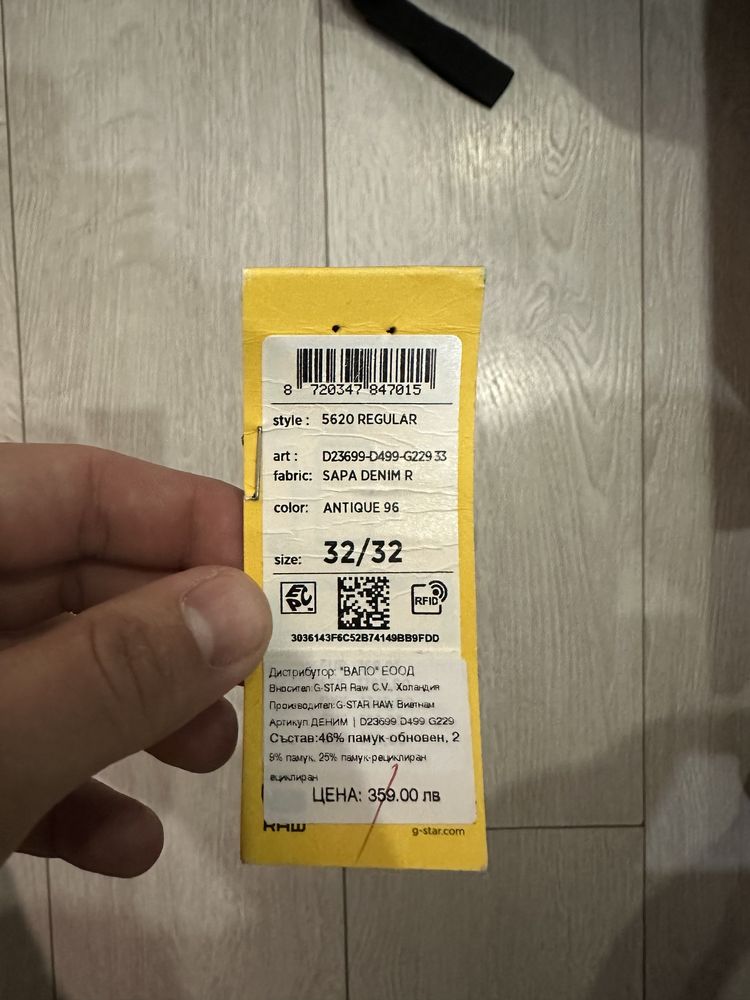 8 720347 847015
style : 5620 REGULAR
art : D23699-D499-G229 33
fabric: SAPA DENIM R
color: ANTIQUE 96
size: 32/32
EPC RFID
3036143F6C52B74149BB9FDD
Дистрибутор: "ВАПО" ЕООД
Вносител:G-STAR Raw C.V., Холандия
Производител:G-STAR RAW Виетнам
Артикул:ДЕНИМ | D23699 D499 G229
Състав:46% памук-обновен, 2
9% памук, 25% памук-рециклиран
ециклиран
ЦЕНА: 359.00 лв
RAW g-star.com